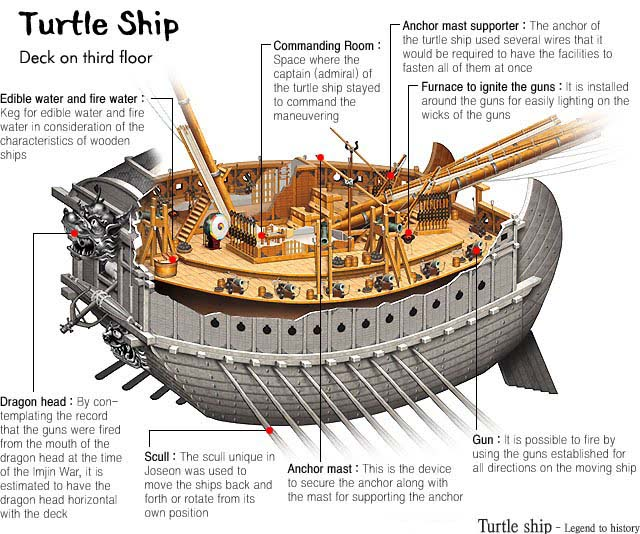 Turtle Ship
Deck on third floor
Anchor mast supporter : The anchor of
the turtle ship used several wires that it
would be required to have the facilities to
fasten all of them at once
Commanding Room :
Space where the
captain (admiral) of
the turtle ship stayed
to command the
maneuvering
Furnace to ignite the guns : It is installed
around the guns for easily lighting on the
wicks of the guns
Edible water and fire water :
Keg for edible water and fire
water in consideration of the
characteristics of wooden
ships
Dragon head : By con-
templating the record
that the guns were fired
from the mouth of the
dragon head at the time
of the Imjin War, it is
estimated to have the
dragon head horizontal
with the deck
Scull : The scull unique in
Joseon was used to
move the ships back and
forth or rotate from its
own position
Anchor mast : This is the device
to secure the anchor along with
the mast for supporting the anchor
Gun : It is possible to fire by
using the guns established for
all directions on the moving ship
Turtle ship - Legend to history